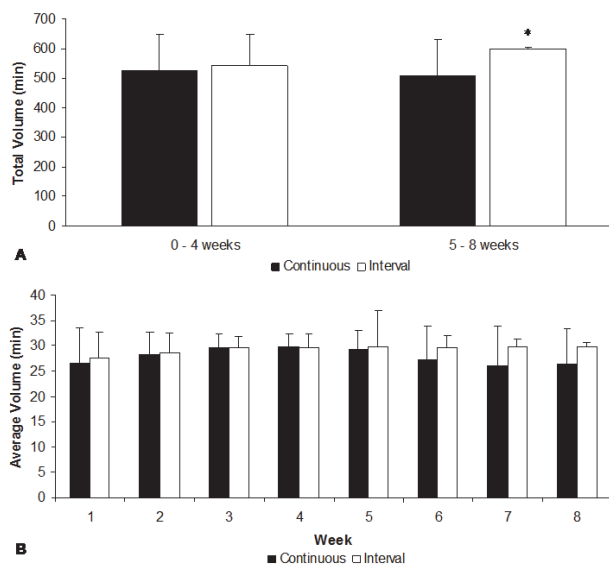 700
600
500
400
300
200
100
0
Total Volume (min)
*
0 - 4 weeks 5 - 8 weeks
A
Continuous Interval
40
35
30
25
20
15
10
5
0
Average Volume (min)
1 2 3 4 5 6 7 8
Week
B
Continuous Interval